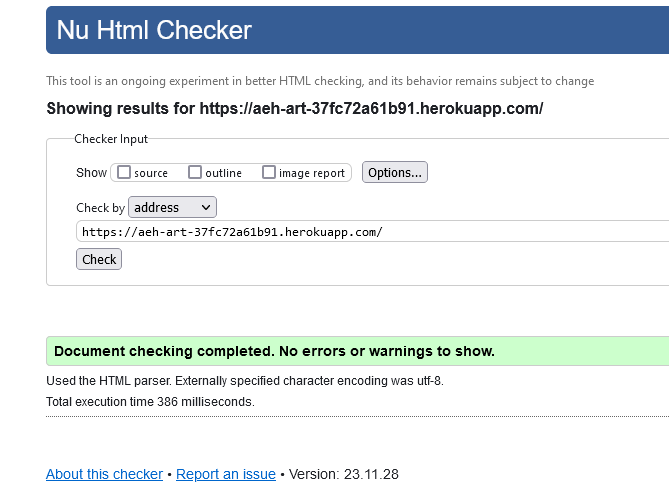 Nu Html Checker
This tool is an ongoing experiment in better HTML checking, and its behavior remains subject to change
Showing results for https://aeh-art-37fc72a61b91.herokuapp.com/
Checker Input
Show source outline image report Options...
Check by address
https://aeh-art-37fc72a61b91.herokuapp.com/
Check
Document checking completed. No errors or warnings to show.
Used the HTML parser. Externally specified character encoding was utf-8.
Total execution time 386 milliseconds.
About this checker • Report an issue • Version: 23.11.28